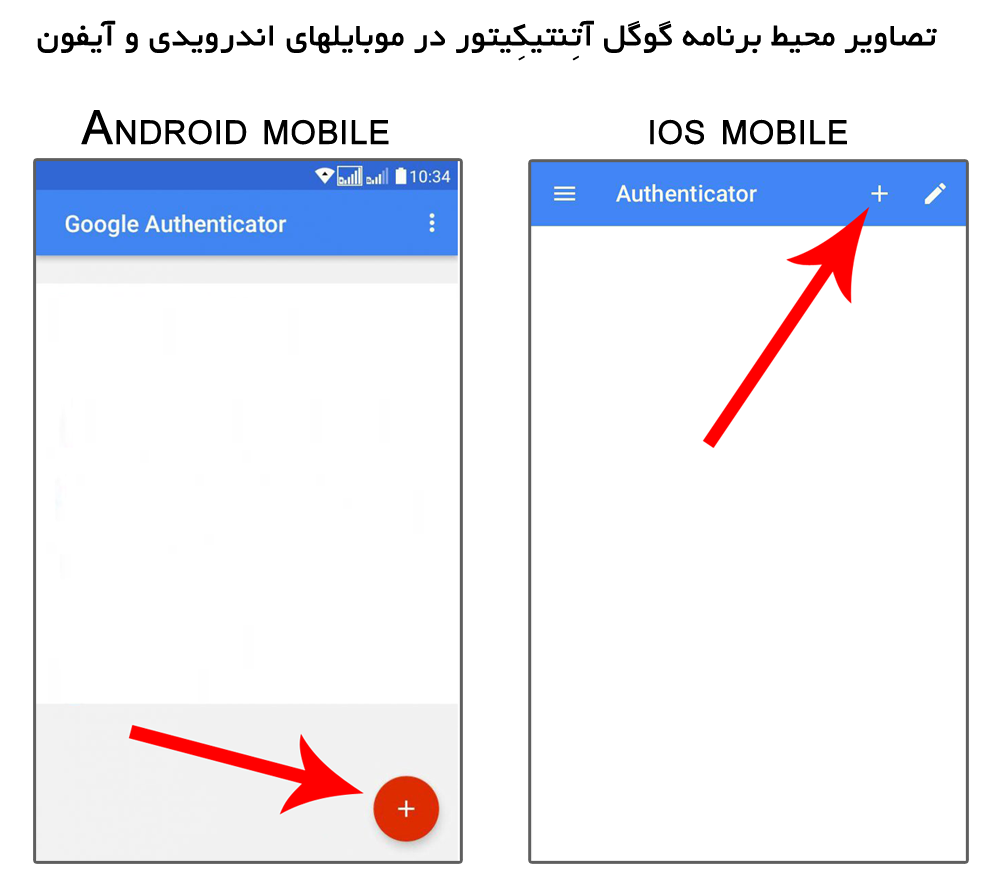 تصاویر محیط برنامه گوگل آتِنتیکِیتور در موبایلهای اندرویدی و آیفون
ANDROID MOBILE
IOS MOBILE
10:34
Google Authenticator
Authenticator